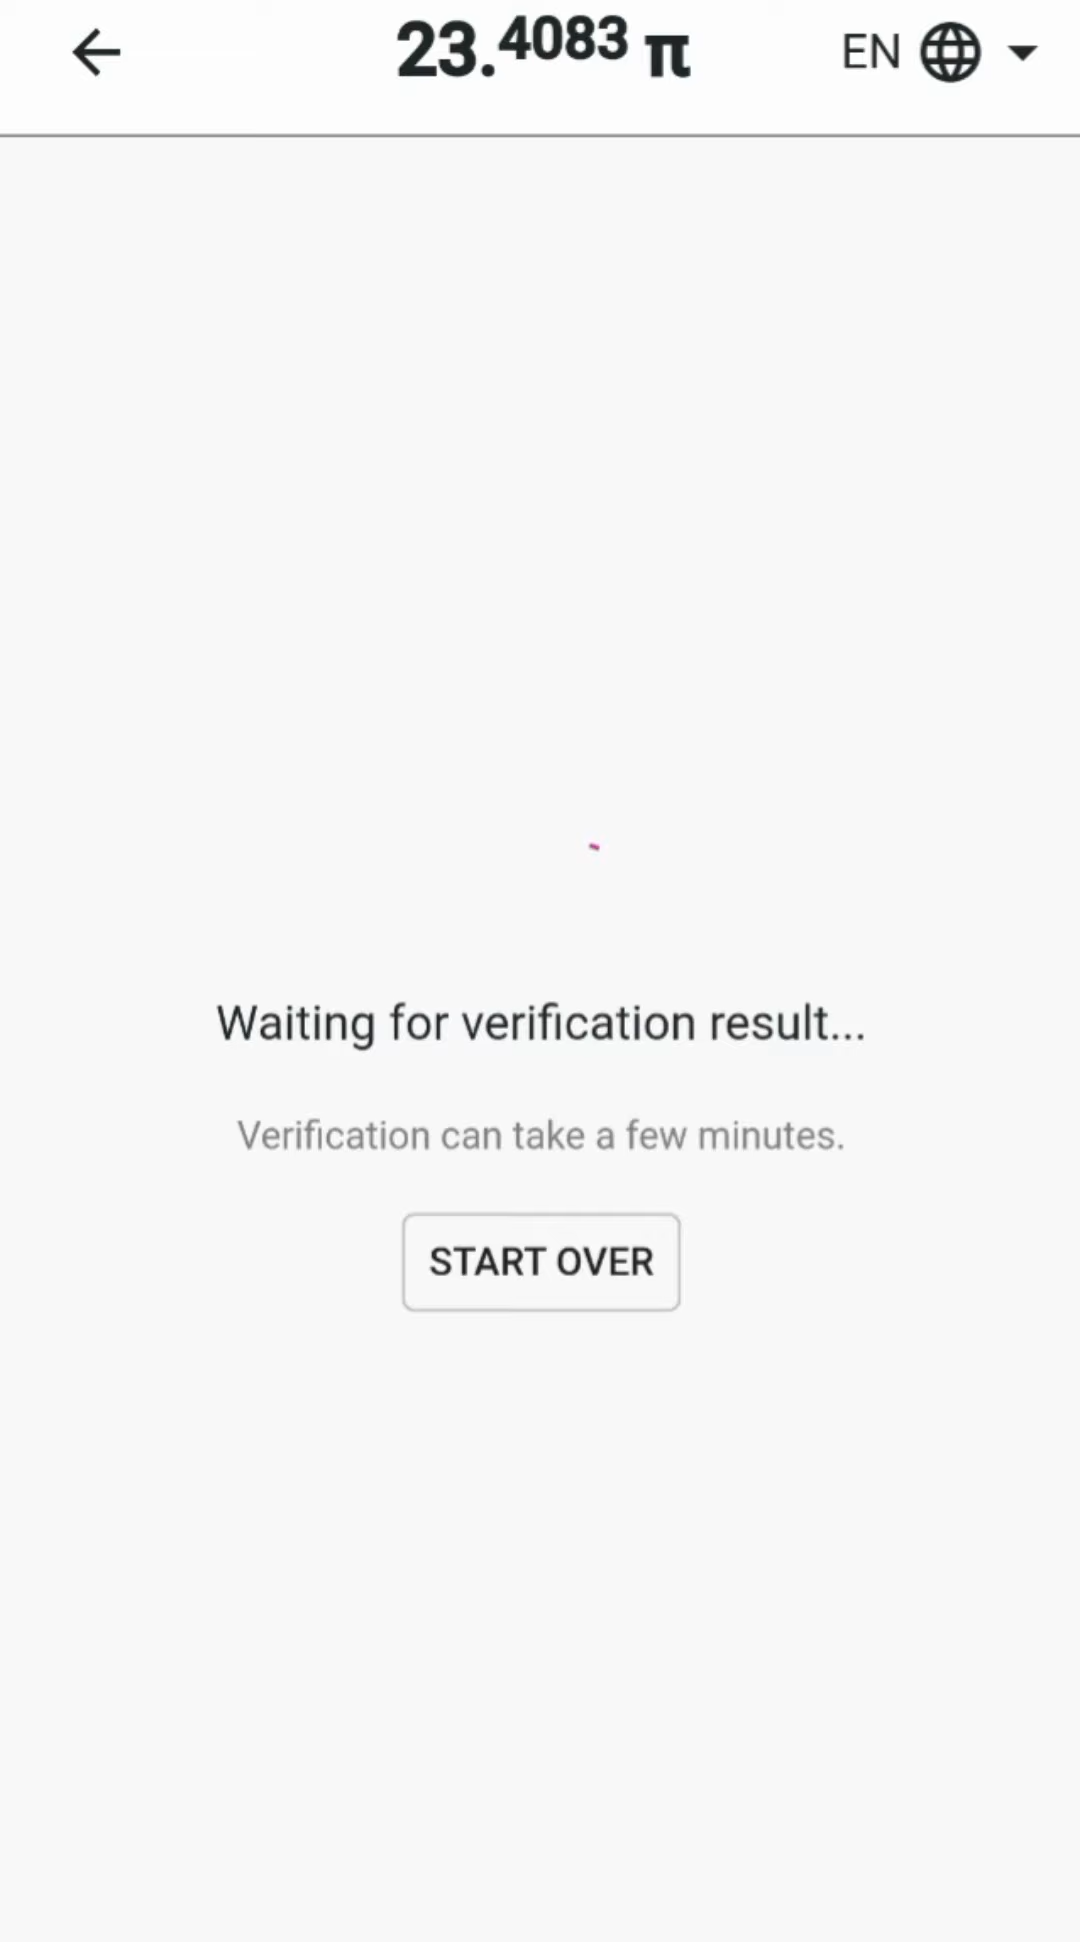 23.4083 π
EN
Waiting for verification result...
Verification can take a few minutes.
START OVER